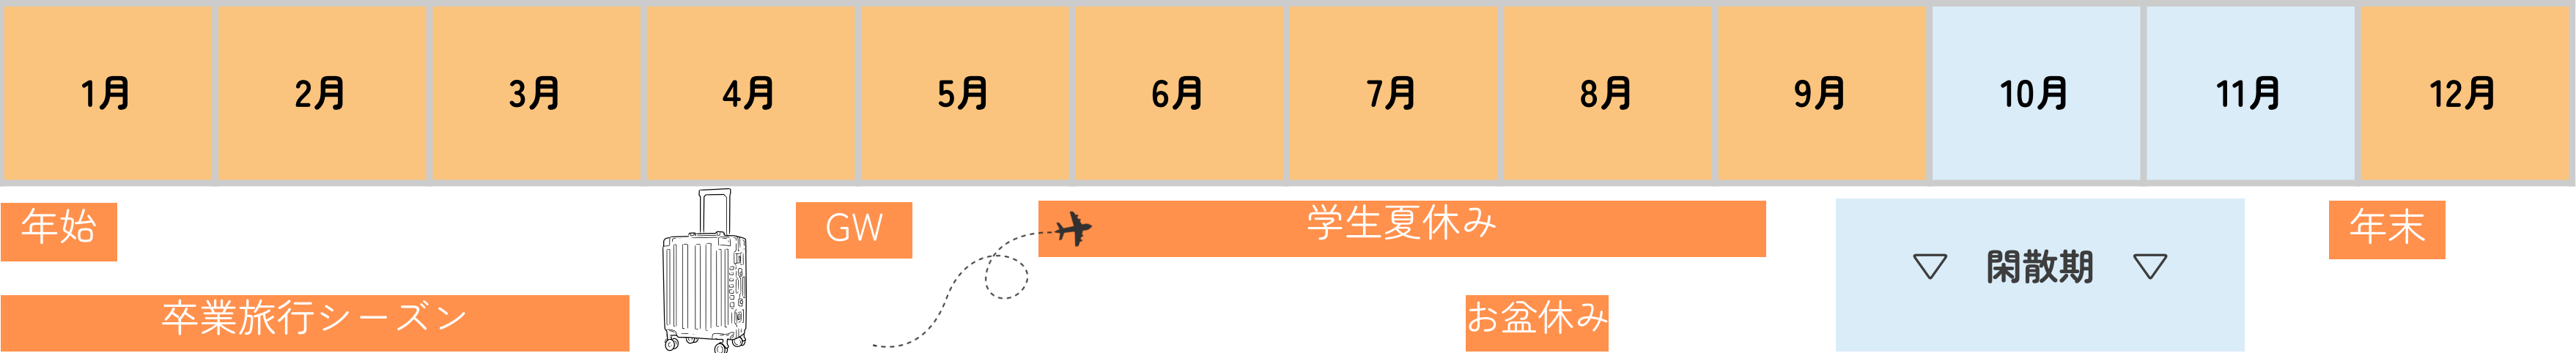 1月 2月 3月 4月 5月 6月 7月 8月 9月 10月 11月 12月
年始 GW 学生夏休み 年末
▽ 閑散期 ▽
卒業旅行シーズン お盆休み